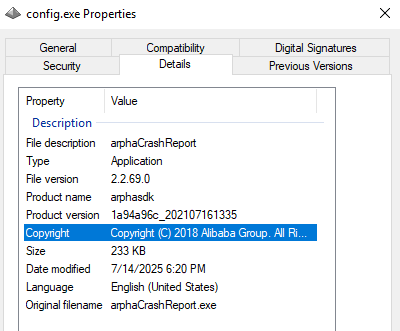 config.exe Properties
General Compatibility Digital Signatures
Security Details Previous Versions
Property Value
Description
File description arphaCrashReport
Type Application
File version 2.2.69.0
Product name arphasdk
Product version 1a94a96c_202107161335
Copyright Copyright (C) 2018 Alibaba Group. All Ri...
Size 233 KB
Date modified 7/14/2025 6:20 PM
Language English (United States)
Original filename arphaCrashReport.exe